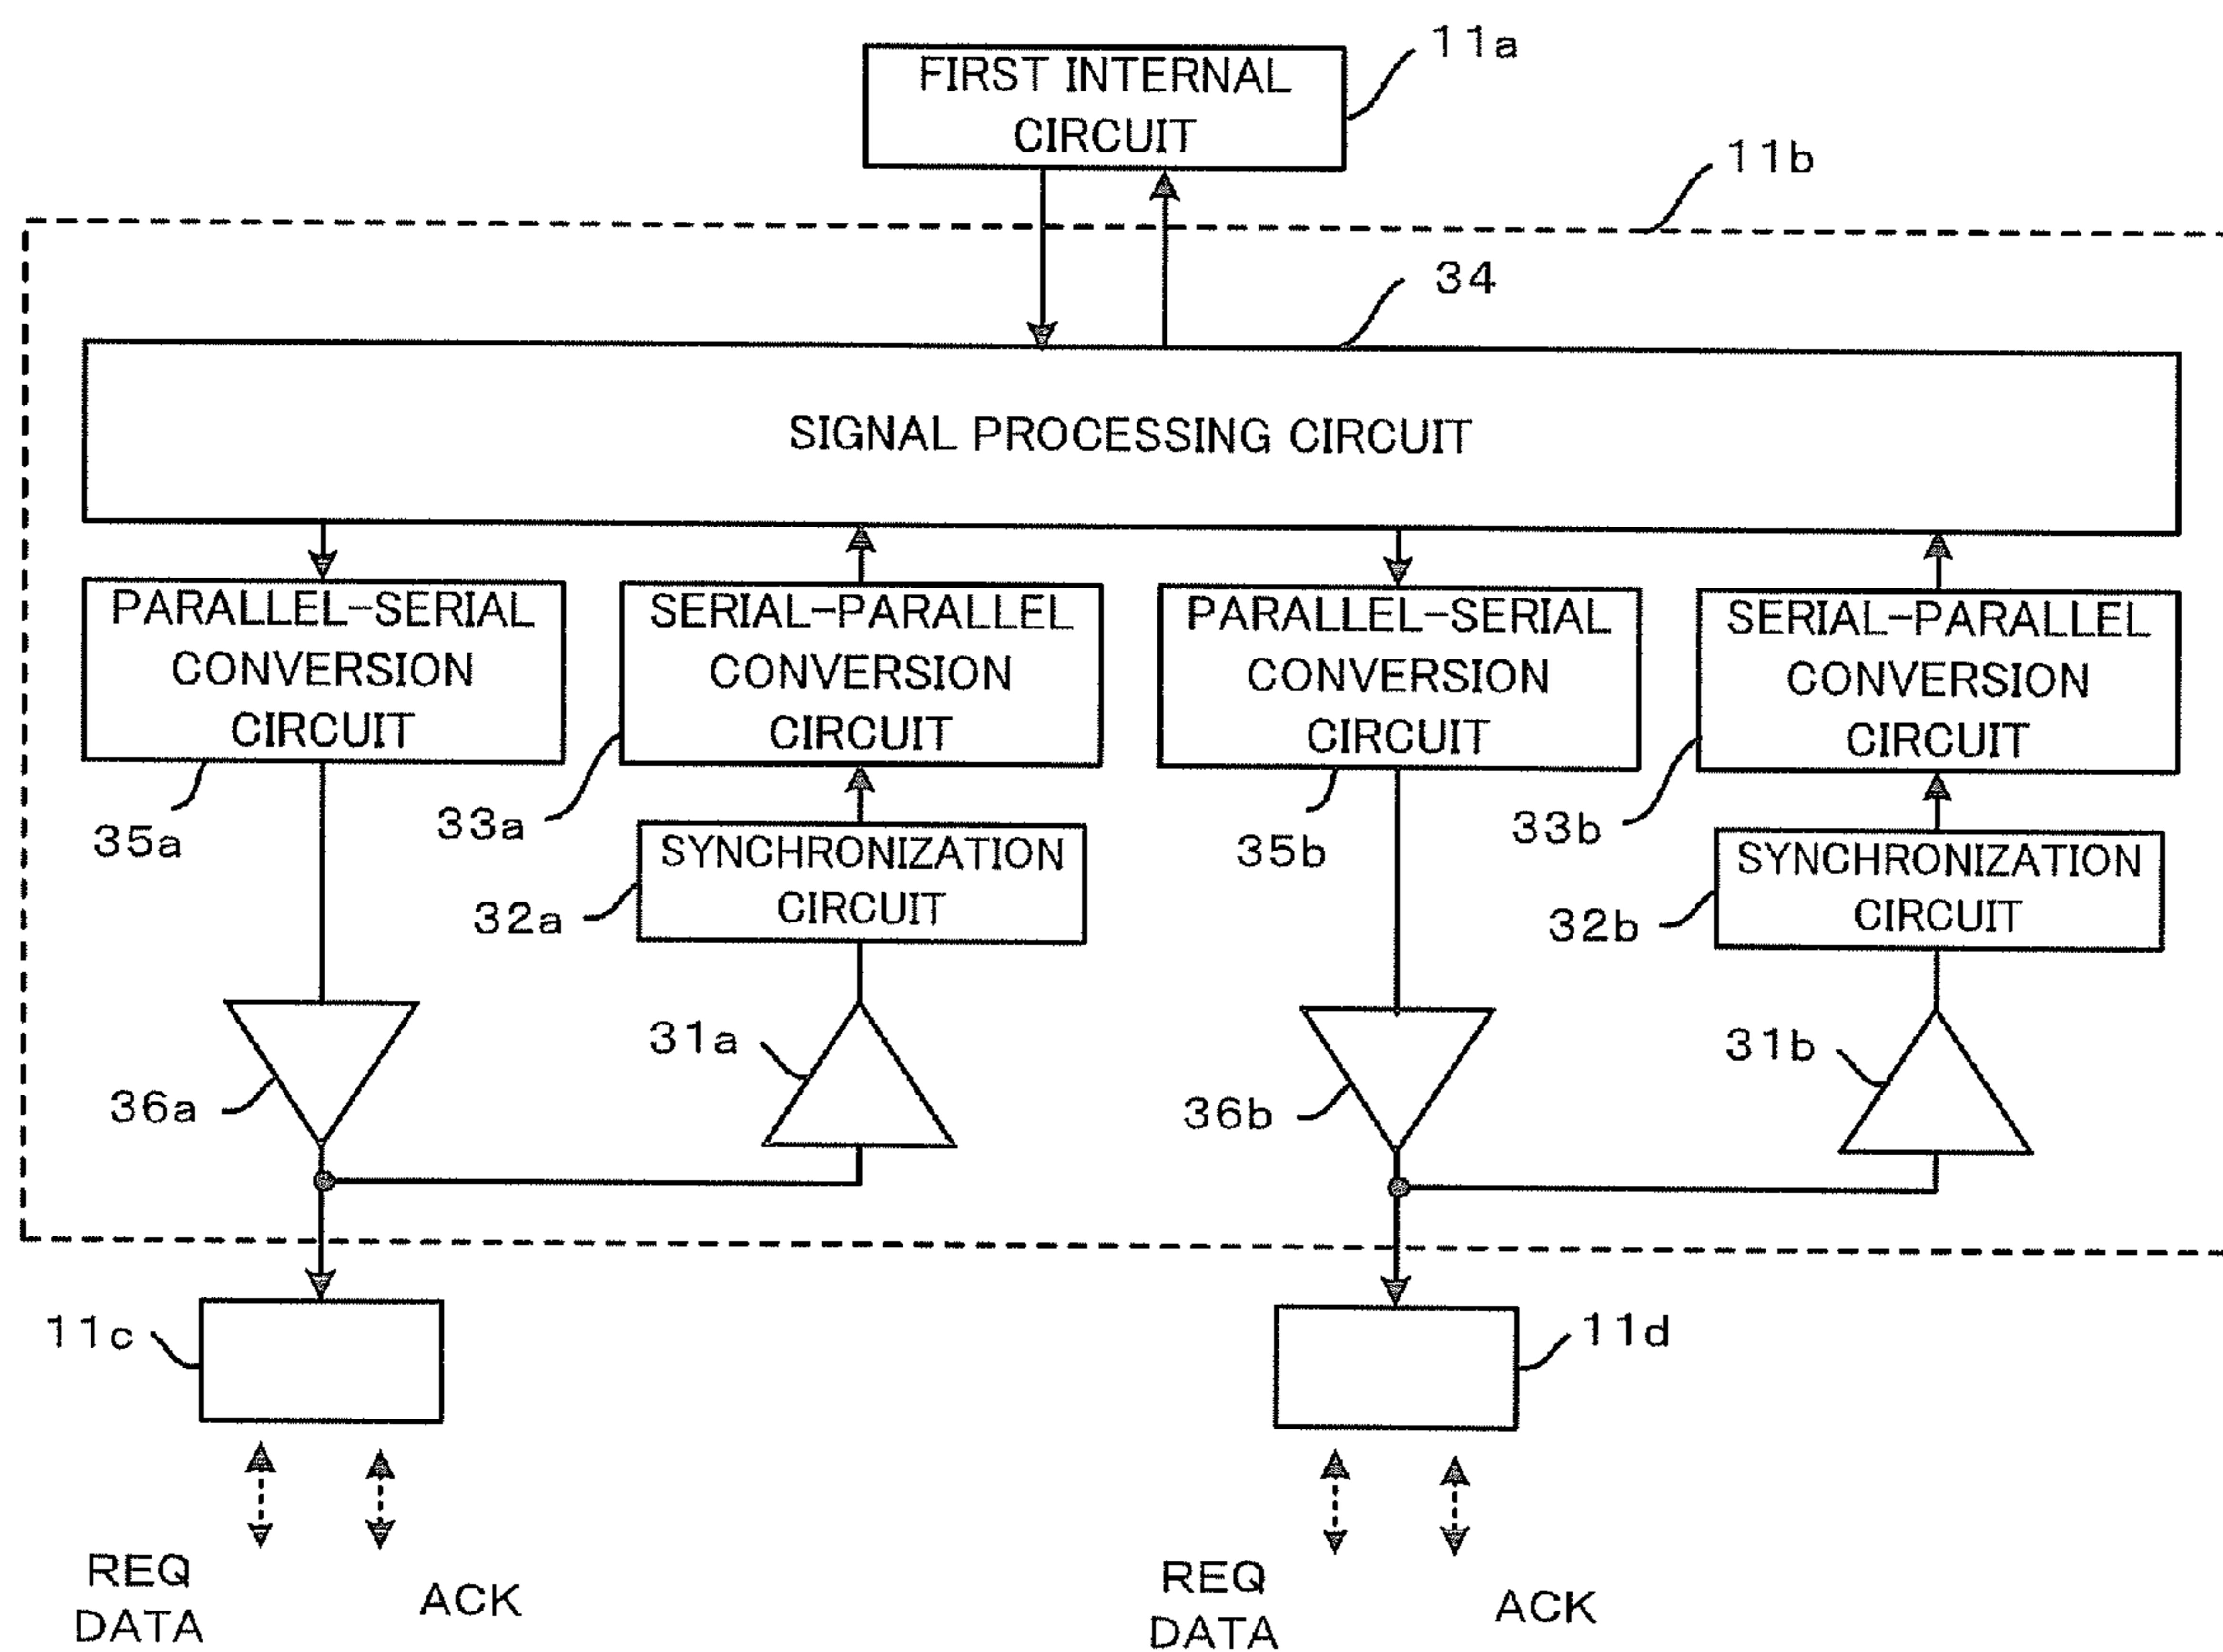 11a
FIRST INTERNAL
CIRCUIT
11b
34
SIGNAL PROCESSING CIRCUIT
PARALLEL-SERIAL
CONVERSION
CIRCUIT
SERIAL-PARALLEL
CONVERSION
CIRCUIT
PARALLEL-SERIAL
CONVERSION
CIRCUIT
SERIAL-PARALLEL
CONVERSION
CIRCUIT
35a
33a
35b
33b
SYNCHRONIZATION
CIRCUIT
SYNCHRONIZATION
CIRCUIT
32a
32b
31a
31b
36a
36b
11c
11d
REQ
DATA
ACK
REQ
DATA
ACK